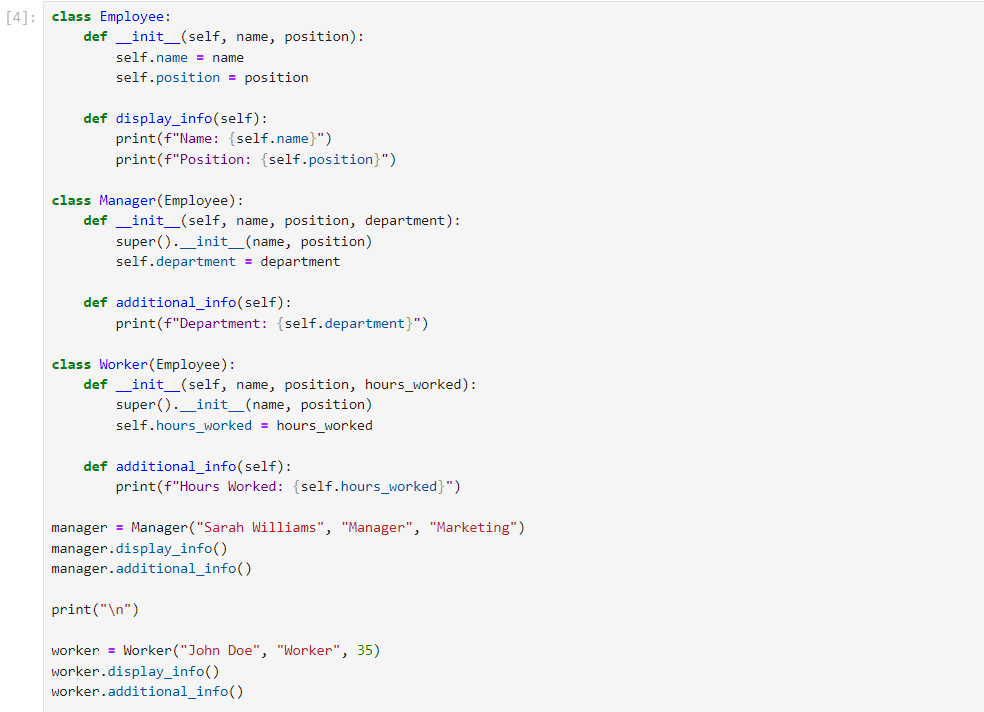 [4]:
class Employee:
    def __init__(self, name, position):
        self.name = name
        self.position = position

    def display_info(self):
        print(f"Name: {self.name}")
        print(f"Position: {self.position}")

class Manager(Employee):
    def __init__(self, name, position, department):
        super().__init__(name, position)
        self.department = department

    def additional_info(self):
        print(f"Department: {self.department}")

class Worker(Employee):
    def __init__(self, name, position, hours_worked):
        super().__init__(name, position)
        self.hours_worked = hours_worked

    def additional_info(self):
        print(f"Hours Worked: {self.hours_worked}")

manager = Manager("Sarah Williams", "Manager", "Marketing")
manager.display_info()
manager.additional_info()

print("\n")

worker = Worker("John Doe", "Worker", 35)
worker.display_info()
worker.additional_info()